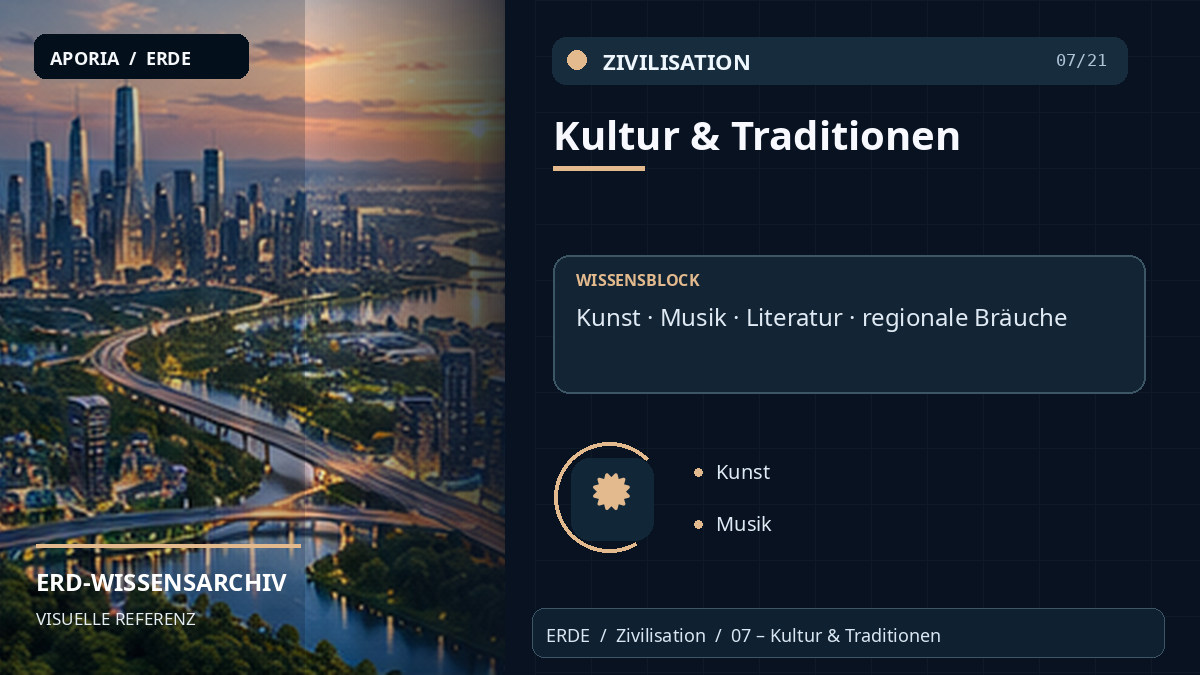 APORIA / ERDE
ERD-WISSENSARCHIV
VISUELLE REFERENZ
ZIVILISATION 07/21
Kultur & Traditionen
WISSENSBLOCK
Kunst · Musik · Literatur · regionale Bräuche
Kunst
Musik
ERDE / Zivilisation / 07 – Kultur & Traditionen